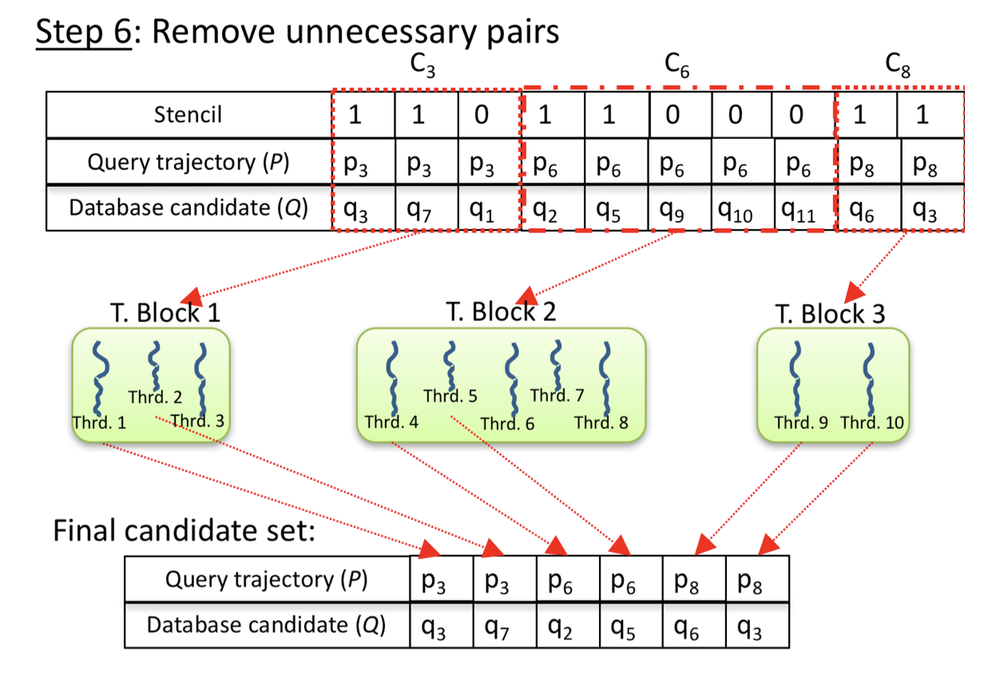 Step 6: Remove unnecessary pairs
C3 C6 C8
Stencil 1 1 0 1 1 0 0 0 1 1
Query trajectory (P) p3 p3 p3 p6 p6 p6 p6 p6 p8 p8
Database candidate (Q) q3 q7 q1 q2 q5 q9 q10 q11 q6 q3
T. Block 1 T. Block 2 T. Block 3
Thrd. 2 Thrd. 5 Thrd. 7
Thrd. 1 Thrd. 3 Thrd. 4 Thrd. 6 Thrd. 8 Thrd. 9 Thrd. 10
Final candidate set:
Query trajectory (P) p3 p3 p6 p6 p8 p8
Database candidate (Q) q3 q7 q2 q5 q6 q3